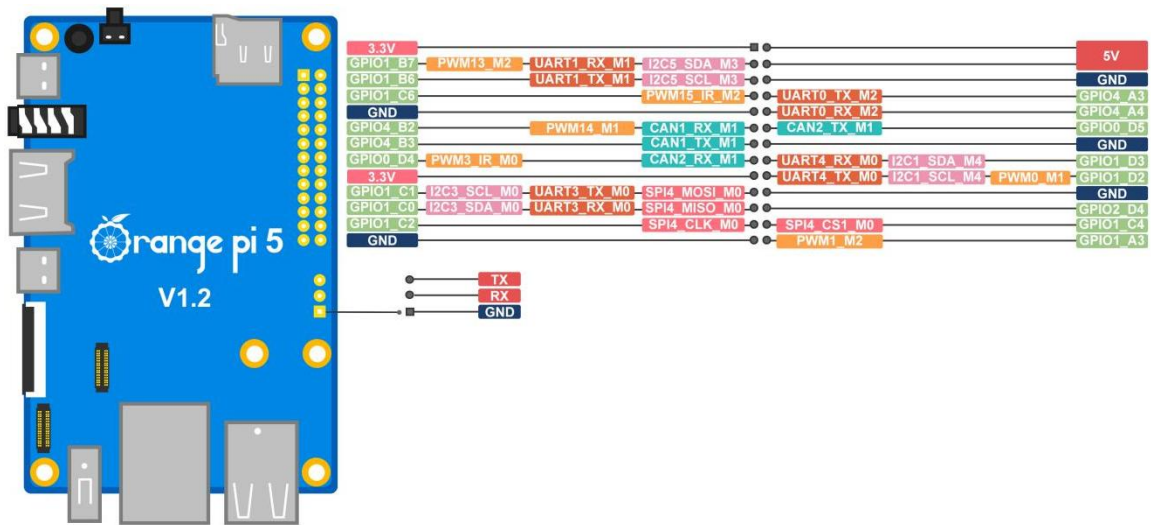 3.3V 5V
GPIO1_B7 PWM13_M2 UART1_RX_M1 I2C5_SDA_M3
GPIO1_B6 UART1_TX_M1 I2C5_SCL_M3 GND
GPIO1_C6 PWM15_IR_M2 UART0_TX_M2 GPIO4_A3
GND UART0_RX_M2 GPIO4_A4
GPIO4_B2 PWM14_M1 CAN1_RX_M1 CAN2_TX_M1 GPIO0_D5
GPIO4_B3 CAN1_TX_M1 GND
GPIO0_D4 PWM3_IR_M0 CAN2_RX_M1 UART4_RX_M0 I2C1_SDA_M4 GPIO1_D3
3.3V UART4_TX_M0 I2C1_SCL_M4 PWM0_M1 GPIO1_D2
GPIO1_C1 I2C3_SCL_M0 UART3_TX_M0 SPI4_MOSI_M0 GND
GPIO1_C0 I2C3_SDA_M0 UART3_RX_M0 SPI4_MISO_M0 GPIO2_D4
GPIO1_C2 SPI4_CLK_M0 SPI4_CS1_M0 GPIO1_C4
GND PWM1_M2 GPIO1_A3
Orange pi 5
V1.2
TX
RX
GND